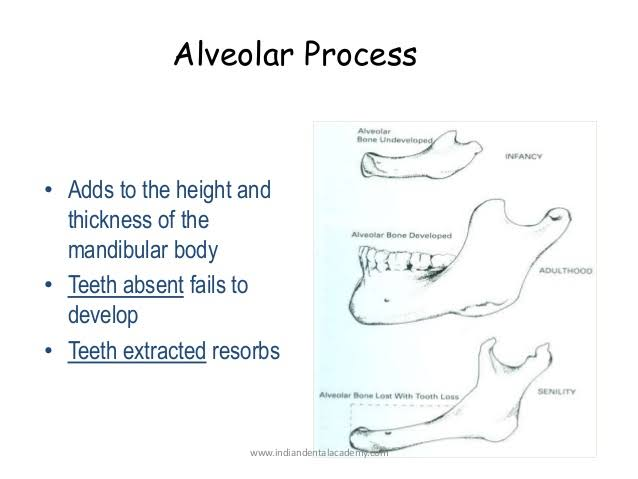 Alveolar Process
• Adds to the height and
thickness of the
mandibular body
• Teeth absent fails to
develop
• Teeth extracted resorbs
Alveolar
Bone Undeveloped
INFANCY
Alveolar Bone Developed
ADULTHOOD
Alveolar Bone Lost With Tooth Loss
SENILITY
www.indiandentalacademy.com